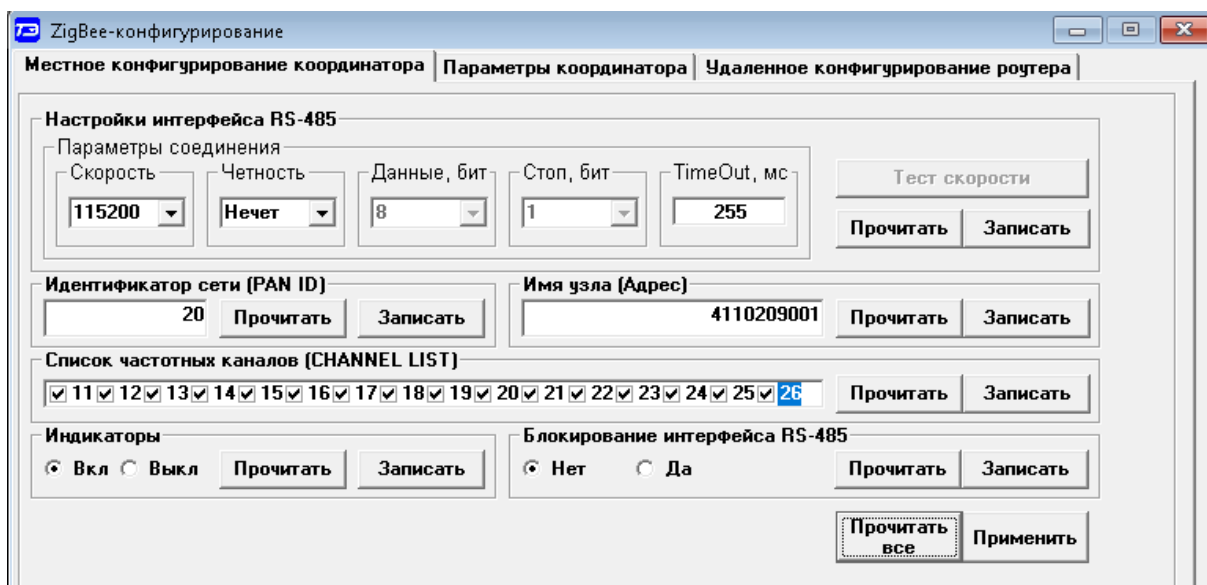 ТЭ ZigBee-конфигурирование
Местное конфигурирование координатора Параметры координатора Удаленное конфигурирование роутера
Настройки интерфейса RS-485
Параметры соединения
Скорость Четность Данные, бит Стоп, бит TimeOut, мс
115200 Нечет 8 1 255
Тест скорости
Прочитать Записать
Идентификатор сети (PAN ID) Имя узла (Адрес)
20 Прочитать Записать 4110209001 Прочитать Записать
Список частотных каналов (CHANNEL LIST)
11 12 13 14 15 16 17 18 19 20 21 22 23 24 25 26 Прочитать Записать
Индикаторы Блокирование интерфейса RS-485
Вкл Выкл Прочитать Записать Нет Да Прочитать Записать
Прочитать все Применить